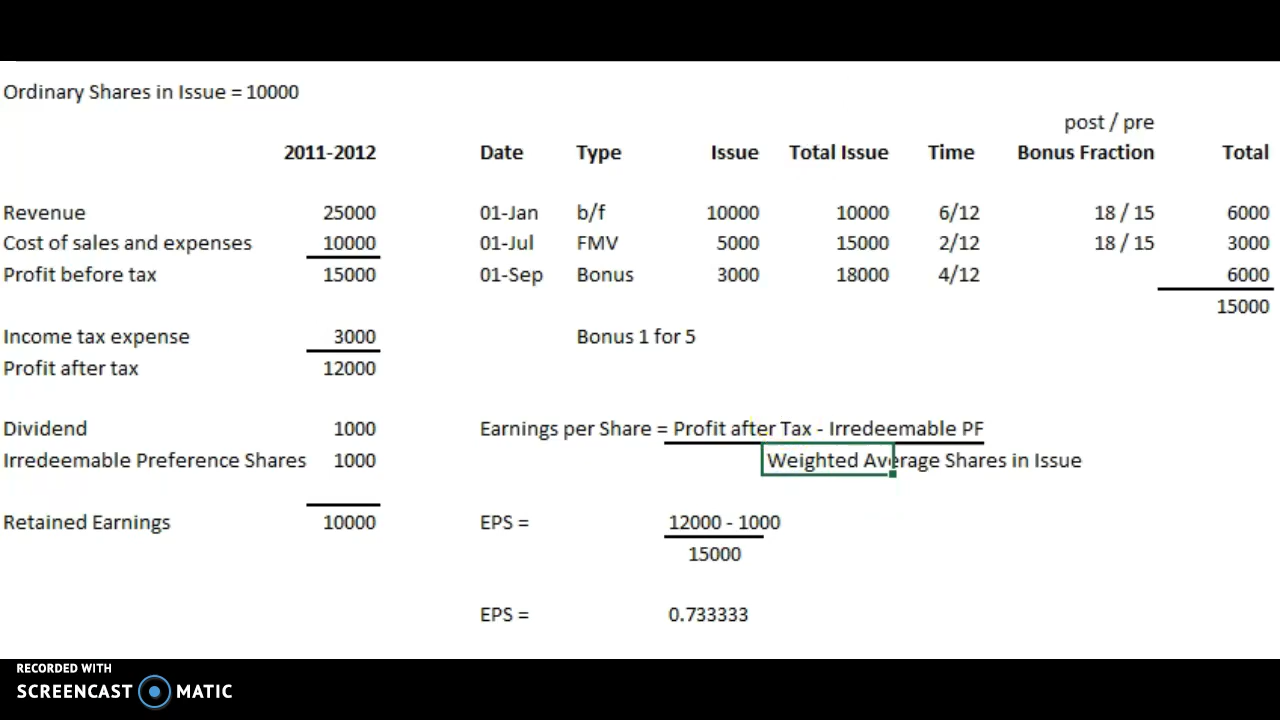 Ordinary Shares in Issue = 10000
post / pre
2011-2012 Date Type Issue Total Issue Time Bonus Fraction Total
Revenue 25000 01-Jan b/f 10000 10000 6/12 18 / 15 6000
Cost of sales and expenses 10000 01-Jul FMV 5000 15000 2/12 18 / 15 3000
Profit before tax 15000 01-Sep Bonus 3000 18000 4/12 6000
15000
Income tax expense 3000 Bonus 1 for 5
Profit after tax 12000
Dividend 1000 Earnings per Share = Profit after Tax - Irredeemable PF
Irredeemable Preference Shares 1000 Weighted Average Shares in Issue
Retained Earnings 10000 EPS = 12000 - 1000
15000
EPS = 0.733333
RECORDED WITH
SCREENCAST MATIC